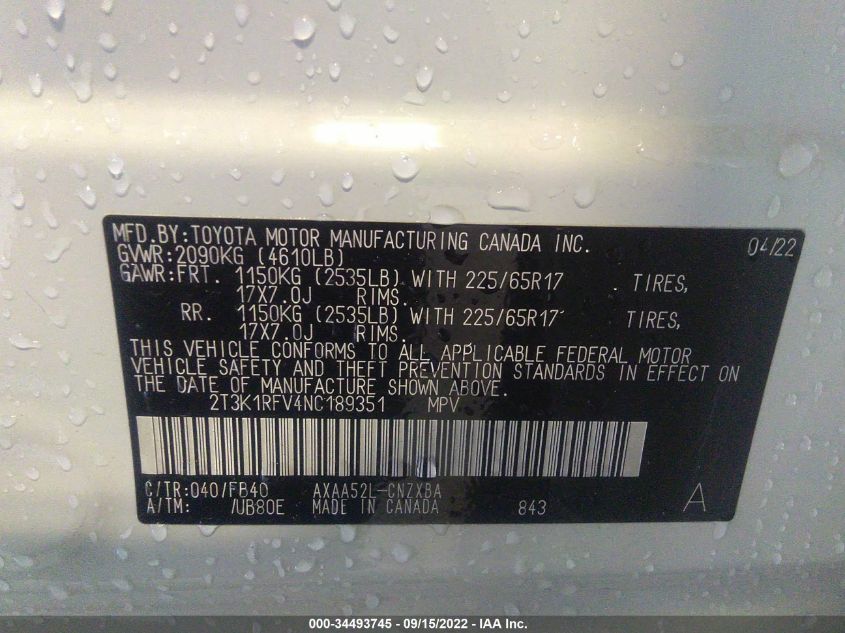 MFD.BY:TOYOTA MOTOR MANUFACTURING CANADA INC. 04/22
GVWR:2090KG (4610LB)
GAWR:FRT. 1150KG (2535LB) WITH 225/65R17 . TIRES,
17X7.0J RIMS.
RR. 1150KG (2535LB) WITH 225/65R17 TIRES,
17X7.0J RIMS.
THIS VEHICLE CONFORMS TO ALL APPLICABLE FEDERAL MOTOR
VEHICLE SAFETY AND THEFT PREVENTION STANDARDS IN EFFECT ON
THE DATE OF MANUFACTURE SHOWN ABOVE.
2T3K1RFV4NC189351 MPV
C/TR:040/FB40 AXAA52L-CNZXBA A
A/TM: /UB80E MADE IN CANADA 843
000-34493745 - 09/15/2022 - IAA Inc.